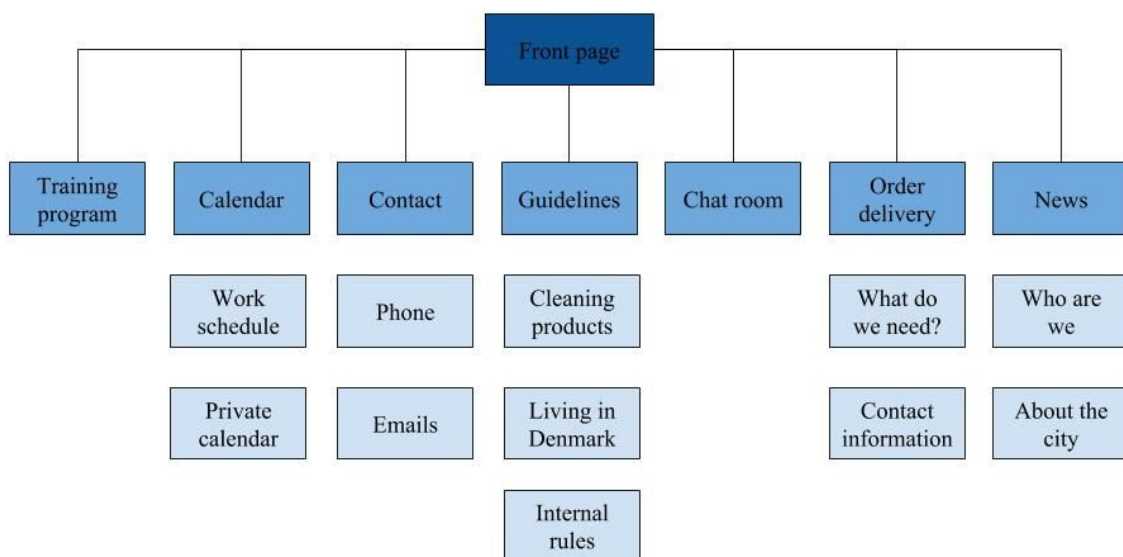 Front page
Training
program
Calendar
Contact
Guidelines
Chat room
Order
delivery
News
Work
schedule
Phone
Cleaning
products
What do
we need?
Who are
we
Private
calendar
Emails
Living in
Denmark
Contact
information
About the
city
Internal
rules